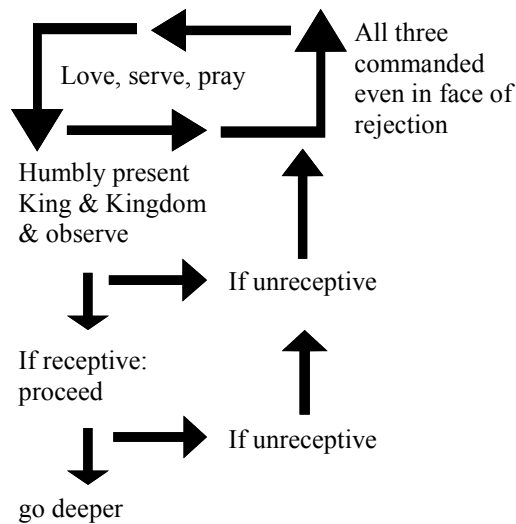 Love, serve, pray
All three
commanded
even in face of
rejection
Humbly present
King & Kingdom
& observe
If unreceptive
If receptive:
proceed
If unreceptive
go deeper